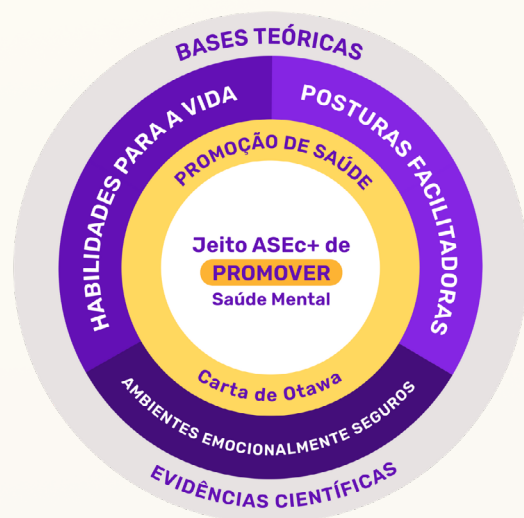 BASES TEÓRICAS
HABILIDADES PARA A VIDA
POSTURAS FACILITADORAS
PROMOÇÃO DE SAÚDE
Jeito ASEc+ de
PROMOVER
Saúde Mental
Carta de Otawa
AMBIENTES EMOCIONALMENTE SEGUROS
EVIDÊNCIAS CIENTÍFICAS